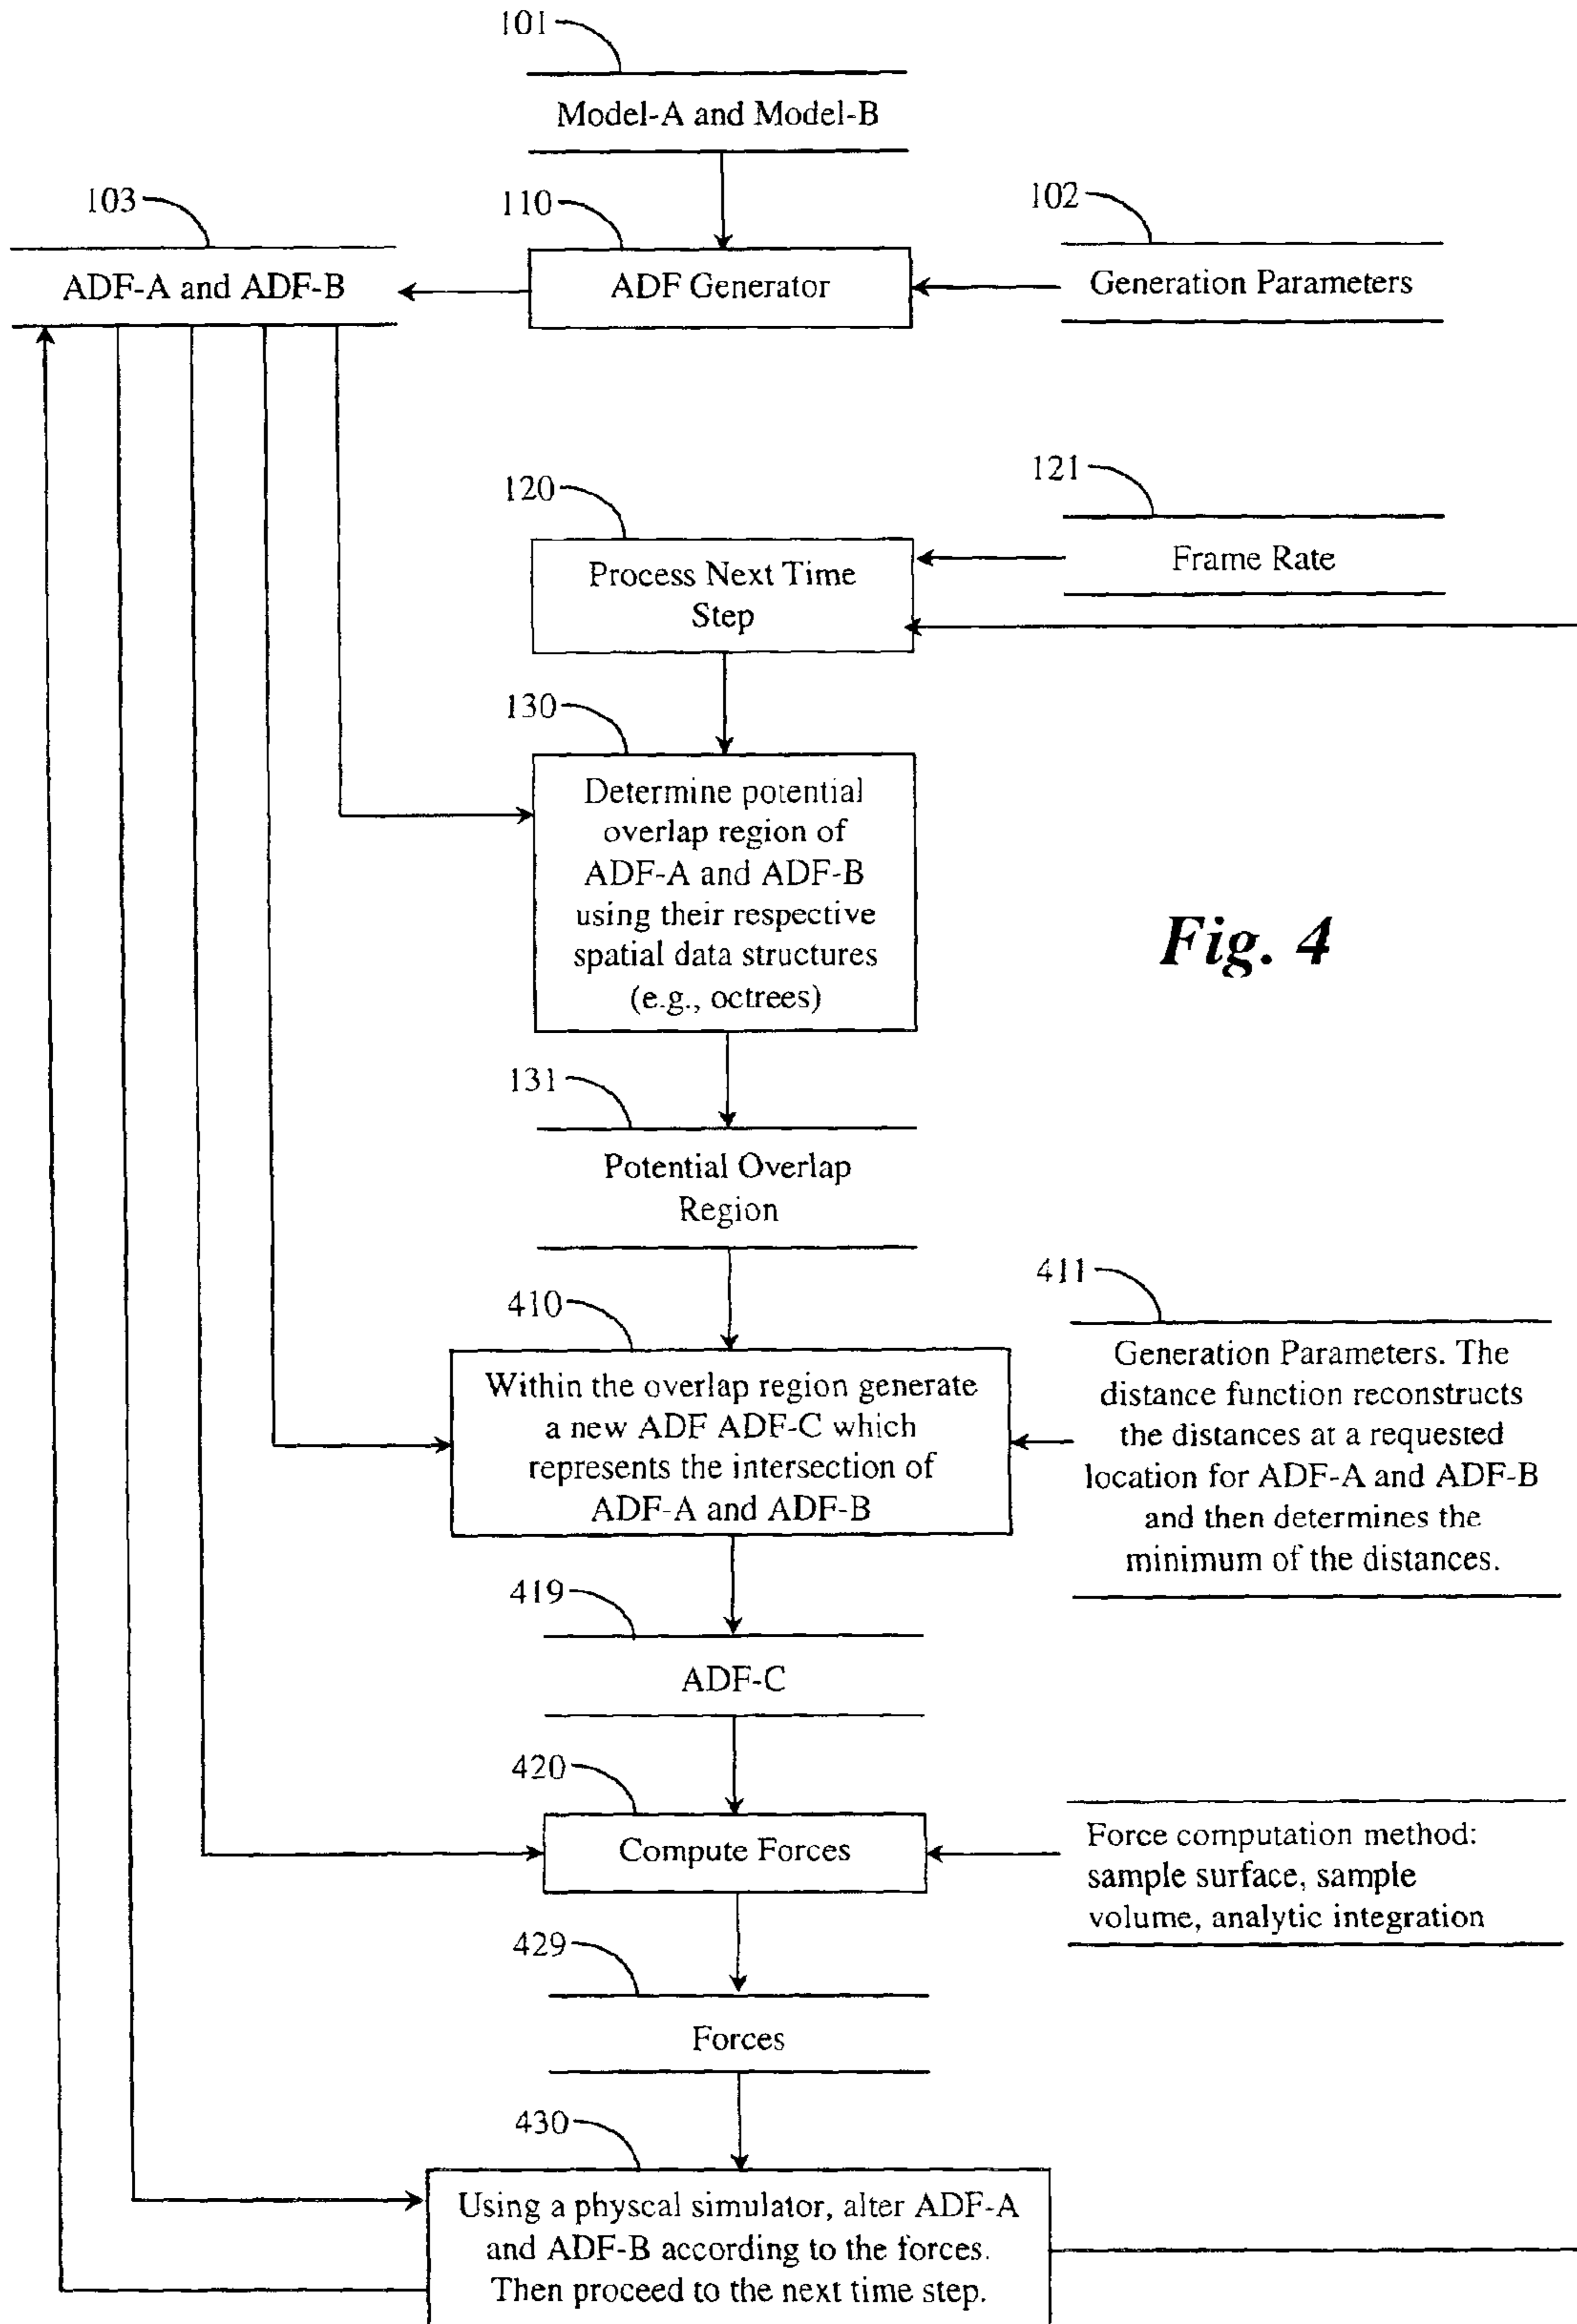 101
Model-A and Model-B
103
110
102
ADF-A and ADF-B
ADF Generator
Generation Parameters
120
121
Process Next Time
Step
Frame Rate
130
Determine potential
overlap region of
ADF-A and ADF-B
using their respective
spatial data structures
(e.g., octrees)
Fig. 4
131
Potential Overlap
Region
410
411
Within the overlap region generate
a new ADF ADF-C which
represents the intersection of
ADF-A and ADF-B
Generation Parameters. The
distance function reconstructs
the distances at a requested
location for ADF-A and ADF-B
and then determines the
minimum of the distances.
419
ADF-C
420
Compute Forces
Force computation method:
sample surface, sample
volume, analytic integration
429
Forces
430
Using a physcal simulator, alter ADF-A
and ADF-B according to the forces.
Then proceed to the next time step.